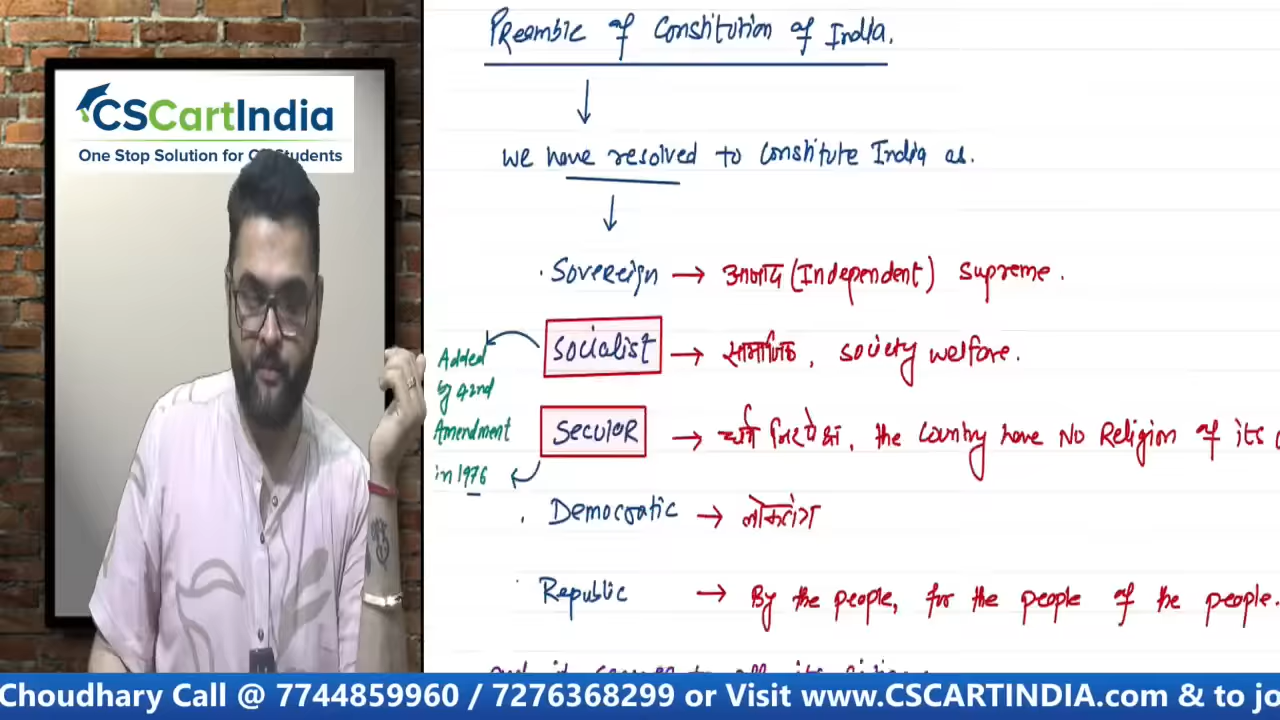 CSCartIndia
One Stop Solution for CS Students
Preamble of Constitution of India.
we have resolved to constitute India as.
Sovereign → आजाद (Independent) Supreme.
Socialist → सामाजिक, society welfare.
Added by 42nd Amendment in 1976
Secular → धर्म निरपेक्ष, the Country have No Religion of its
Democratic → लोकतंत्र
Republic → By the people, for the people of the people.
Choudhary Call @ 7744859960 / 7276368299 or Visit www.CSCARTINDIA.com & to jo